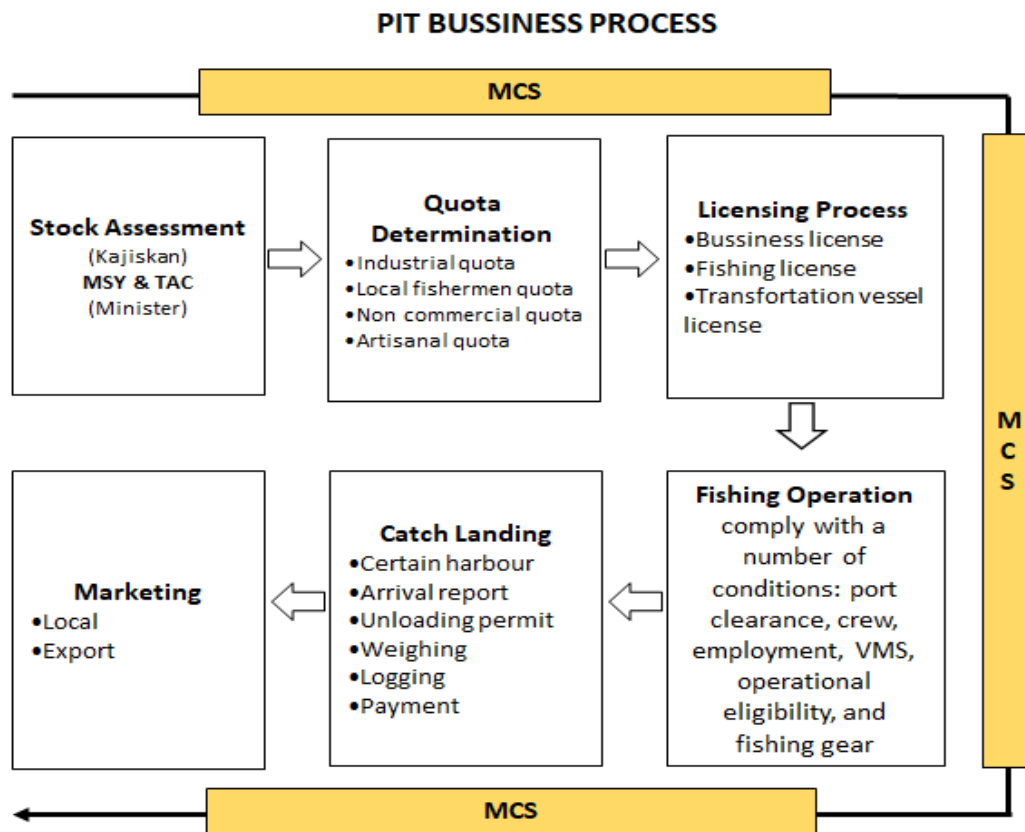 PIT BUSSINESS PROCESS
MCS
Stock Assessment
(Kajiskan)
MSY & TAC
(Minister)
Quota
Determination
•Industrial quota
•Local fishermen quota
•Non commercial quota
•Artisanal quota
Licensing Process
•Bussiness license
•Fishing license
•Transfortation vessel
license
M
C
S
Fishing Operation
comply with a
number of
conditions: port
clearance, crew,
employment, VMS,
operational
eligibility, and
fishing gear
Catch Landing
•Certain harbour
•Arrival report
•Unloading permit
•Weighing
•Logging
•Payment
Marketing
•Local
•Export
MCS